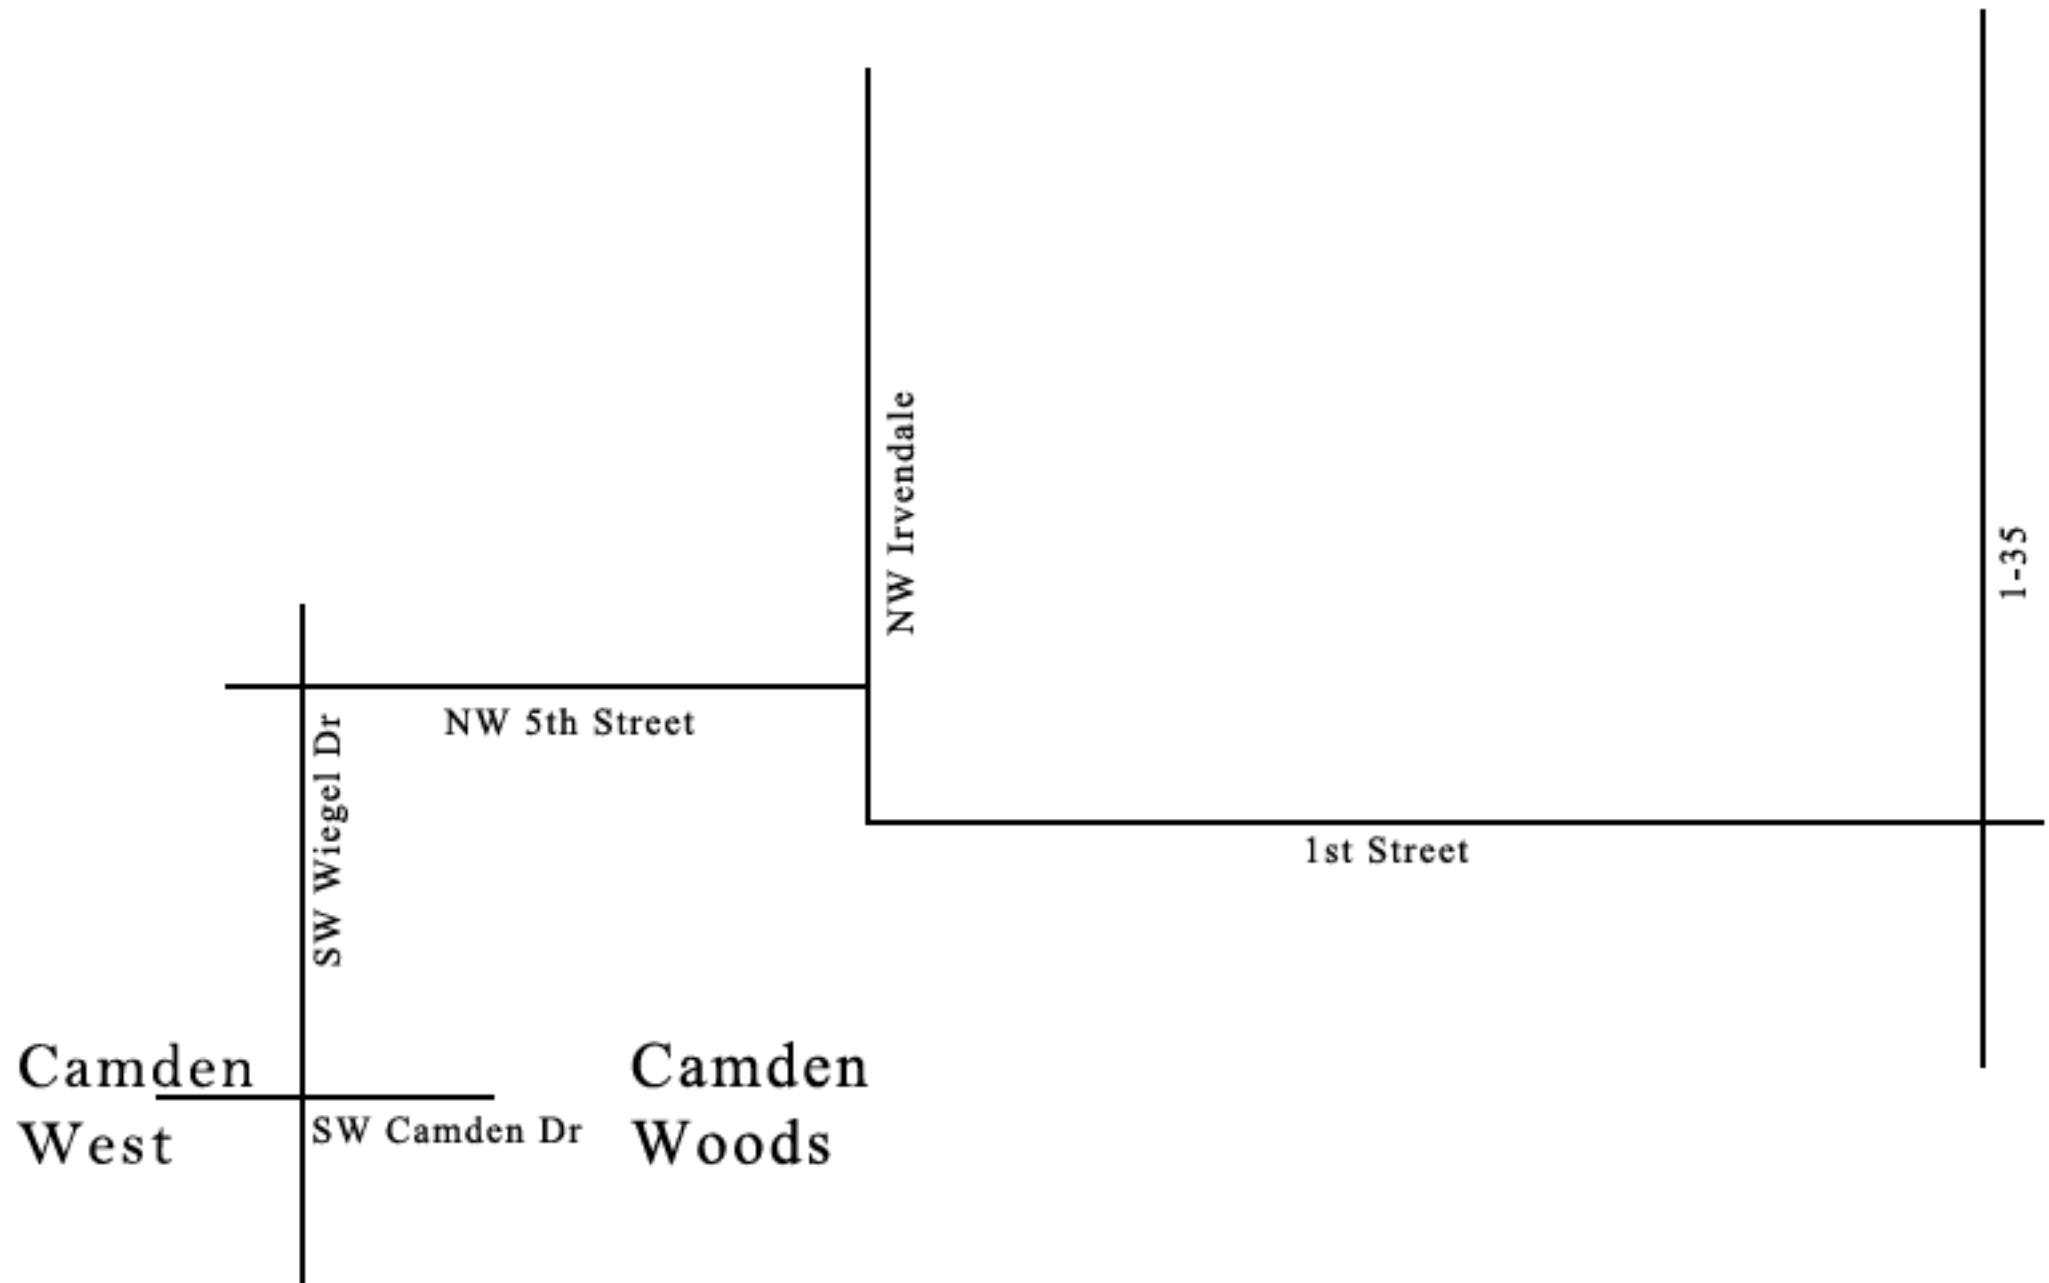 NW Irvendale
1-35
NW 5th Street
SW Wiegel Dr
1st Street
Camden
West
SW Camden Dr
Camden
Woods